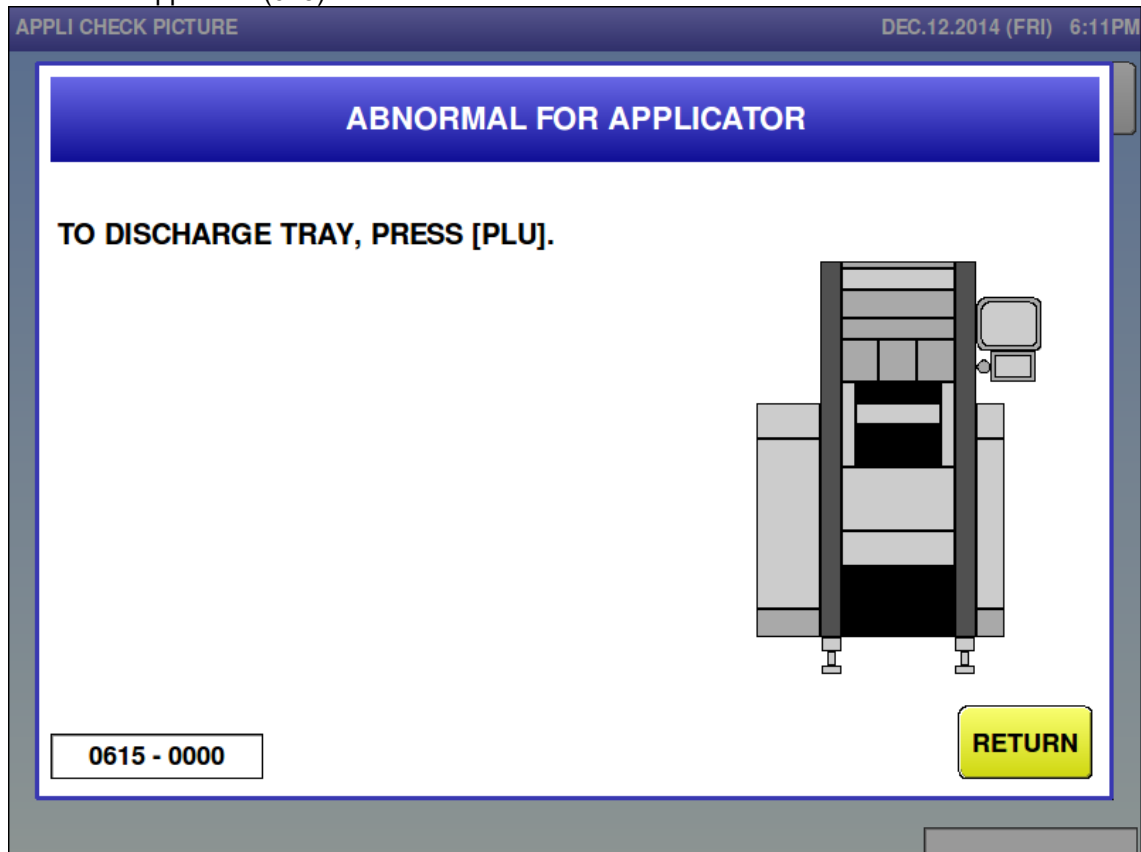 APPLI CHECK PICTURE DEC.12.2014 (FRI) 6:11PM
ABNORMAL FOR APPLICATOR
TO DISCHARGE TRAY, PRESS [PLU].
0615 - 0000
RETURN